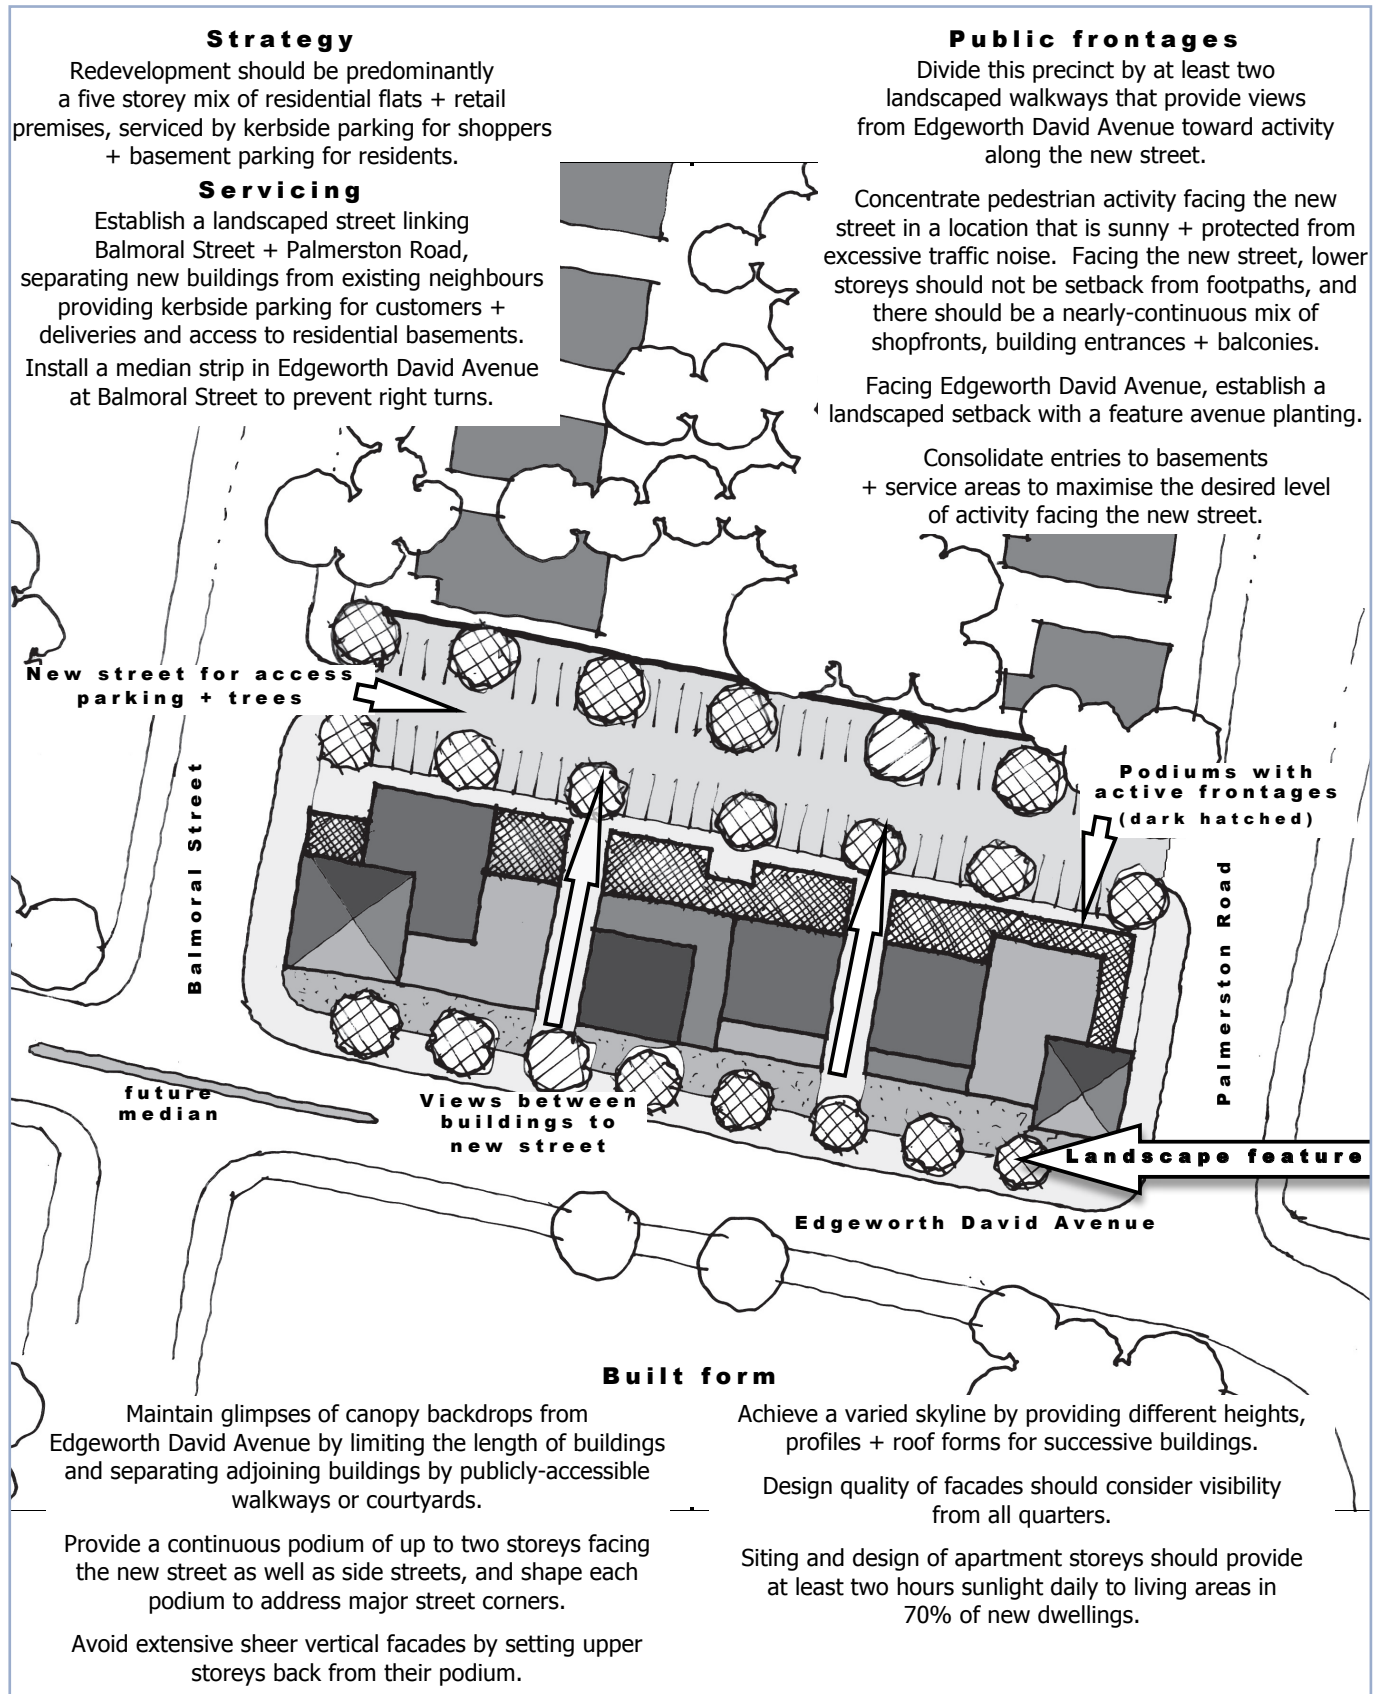 Strategy
Redevelopment should be predominantly
a five storey mix of residential flats + retail
premises, serviced by kerbside parking for shoppers
+ basement parking for residents.
Servicing
Establish a landscaped street linking
Balmoral Street + Palmerston Road,
separating new buildings from existing neighbours
providing kerbside parking for customers +
deliveries and access to residential basements.
Install a median strip in Edgeworth David Avenue
at Balmoral Street to prevent right turns.
Public frontages
Divide this precinct by at least two
landscaped walkways that provide views
from Edgeworth David Avenue toward activity
along the new street.
Concentrate pedestrian activity facing the new
street in a location that is sunny + protected from
excessive traffic noise.  Facing the new street, lower
storeys should not be setback from footpaths, and
there should be a nearly-continuous mix of
shopfronts, building entrances + balconies.
Facing Edgeworth David Avenue, establish a
landscaped setback with a feature avenue planting.
Consolidate entries to basements
+ service areas to maximise the desired level
of activity facing the new street.
New street for access
parking + trees
Podiums with
active frontages
(dark hatched)
Balmoral Street
Palmerston Road
future
median
Views between
buildings to
new street
Landscape feature
Edgeworth David Avenue
Built form
Maintain glimpses of canopy backdrops from
Edgeworth David Avenue by limiting the length of buildings
and separating adjoining buildings by publicly-accessible
walkways or courtyards.
Provide a continuous podium of up to two storeys facing
the new street as well as side streets, and shape each
podium to address major street corners.
Avoid extensive sheer vertical facades by setting upper
storeys back from their podium.
Achieve a varied skyline by providing different heights,
profiles + roof forms for successive buildings.
Design quality of facades should consider visibility
from all quarters.
Siting and design of apartment storeys should provide
at least two hours sunlight daily to living areas in
70% of new dwellings.